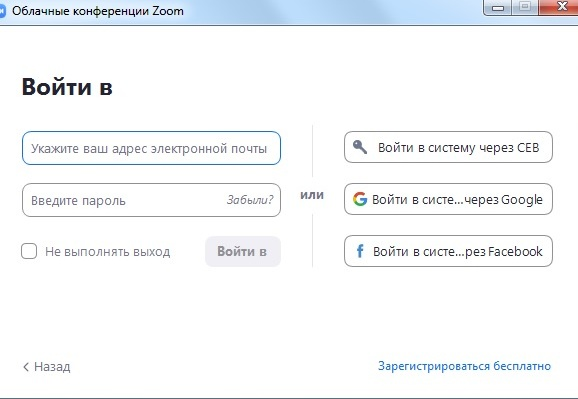 Облачные конференции Zoom
Войти в
Укажите ваш адрес электронной почты
Введите пароль
Забыли?
Не выполнять выход
Войти в
или
Войти в систему через СЕВ
Войти в систе...через Google
Войти в систе...рез Facebook
Назад
Зарегистрироваться бесплатно